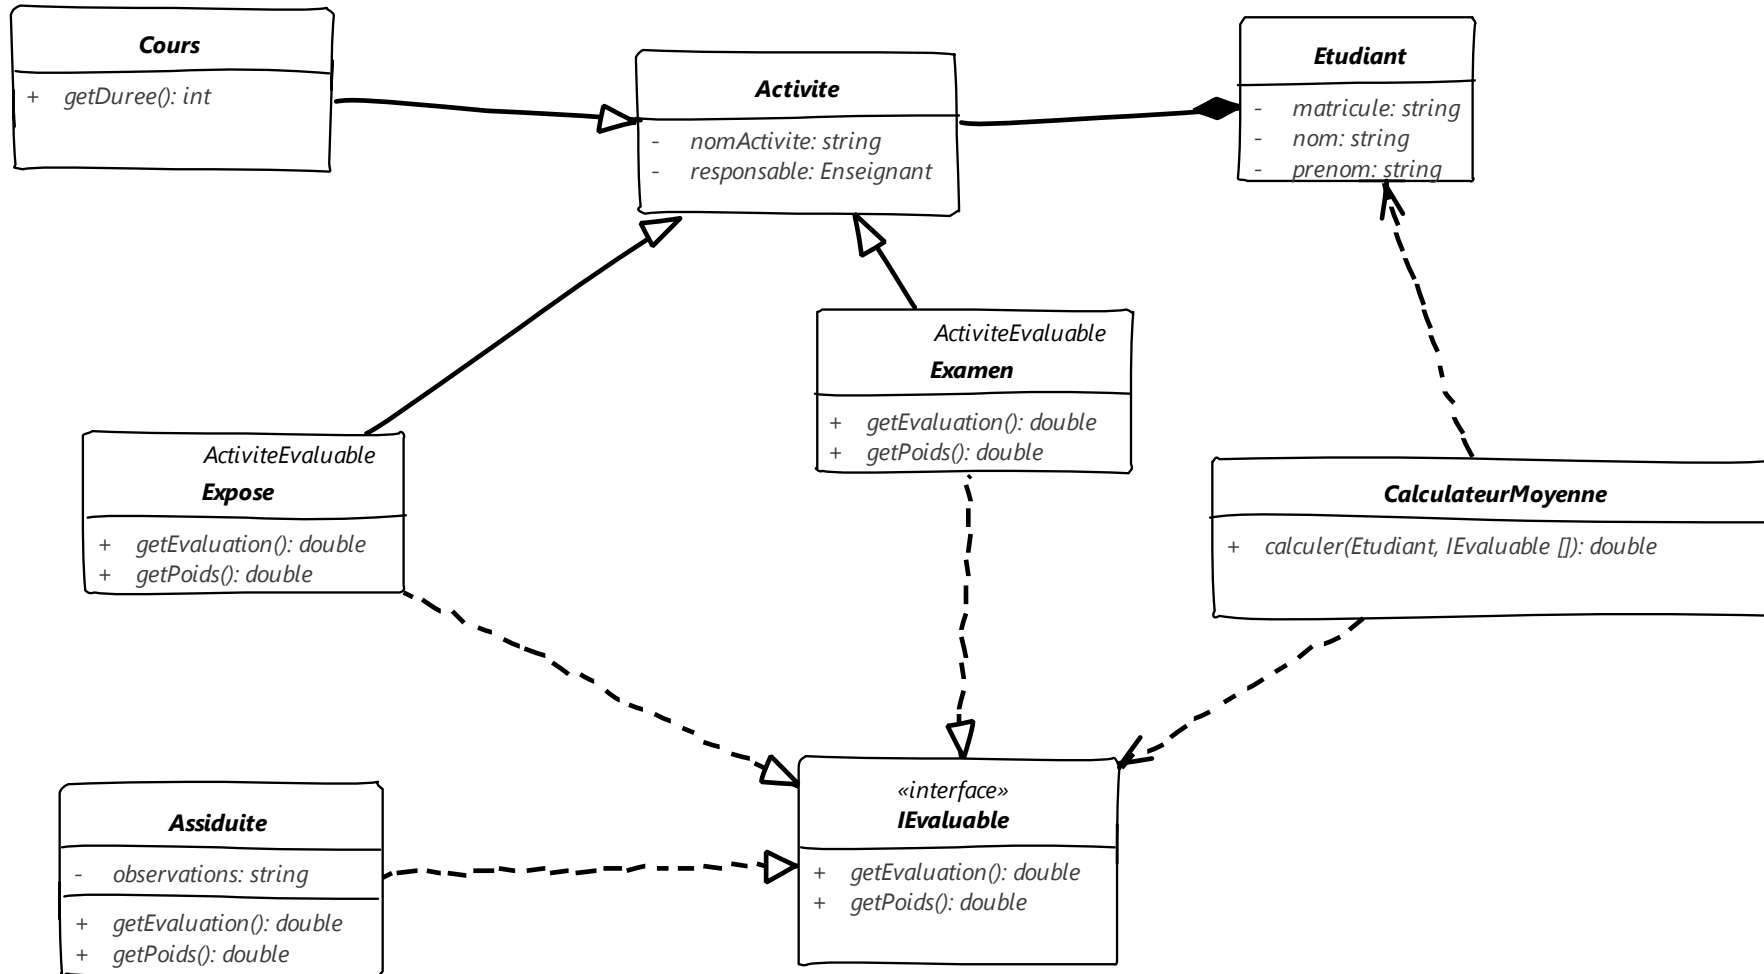 Cours
+ getDuree(): int
Activite
- nomActivite: string
- responsable: Enseignant
Etudiant
- matricule: string
- nom: string
- prenom: string
ActiviteEvaluable
Examen
+ getEvaluation(): double
+ getPoids(): double
ActiviteEvaluable
Expose
+ getEvaluation(): double
+ getPoids(): double
CalculateurMoyenne
+ calculer(Etudiant, IEvaluable []): double
Assiduite
- observations: string
+ getEvaluation(): double
+ getPoids(): double
«interface»
IEvaluable
+ getEvaluation(): double
+ getPoids(): double